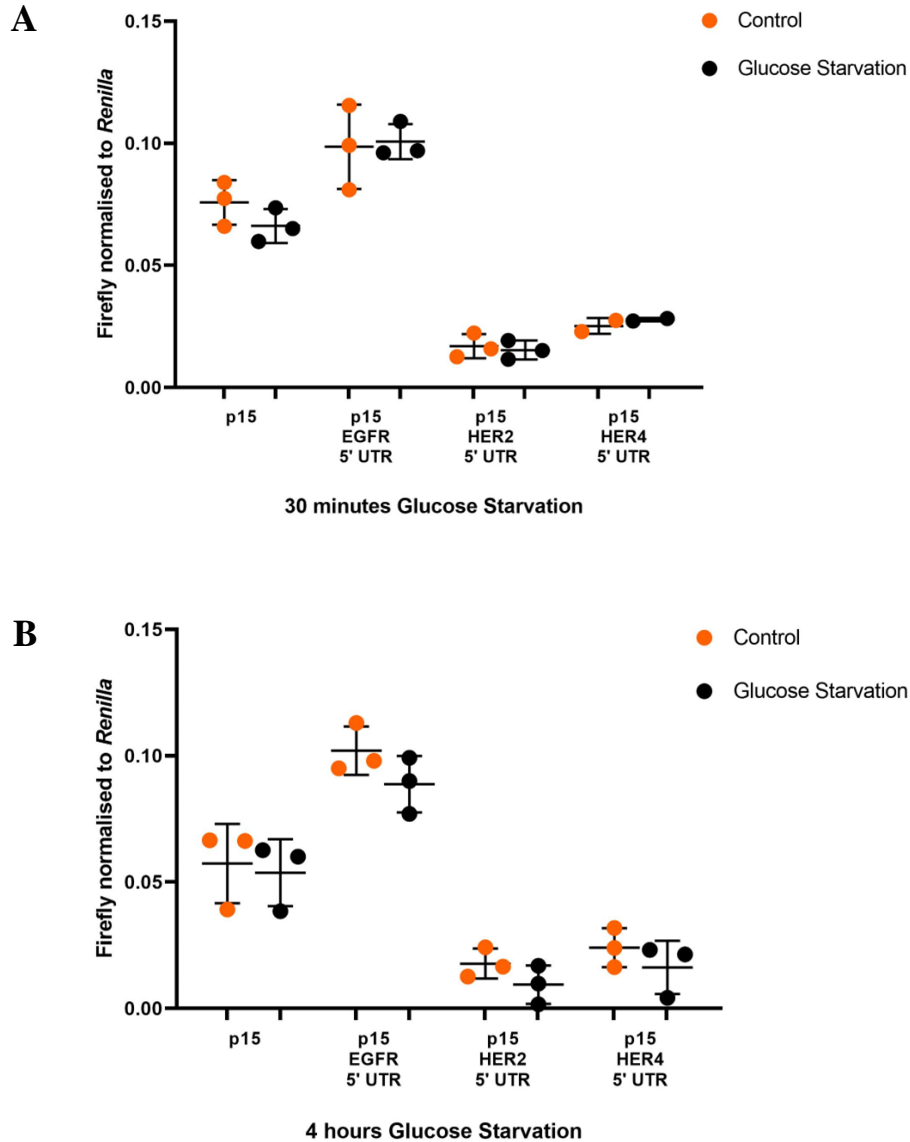 A
Control
Glucose Starvation
Firefly normalised to Renilla
0.15
0.10
0.05
0.00
p15
p15
EGFR
5' UTR
p15
HER2
5' UTR
p15
HER4
5' UTR
30 minutes Glucose Starvation
B
Control
Glucose Starvation
Firefly normalised to Renilla
0.15
0.10
0.05
0.00
p15
p15
EGFR
5' UTR
p15
HER2
5' UTR
p15
HER4
5' UTR
4 hours Glucose Starvation